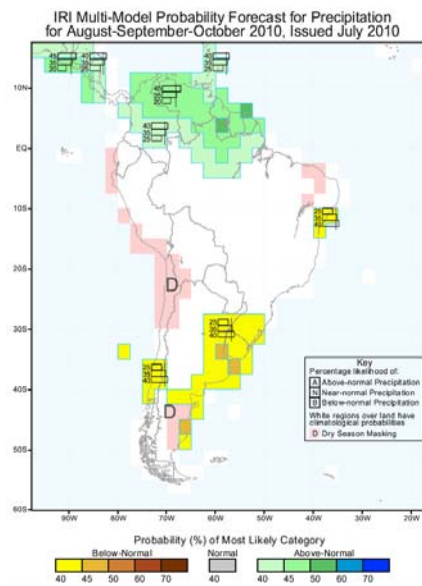 IRI Multi-Model Probability Forecast for Precipitation
for August-September-October 2010, Issued July 2010
10N
EQ
10S
20S
30S
40S
50S
60S
90W 80W 70W 60W 50W 40W 30W 20W
D
D
Key
Percentage likelihood of:
A Above-normal Precipitation
N Near-normal Precipitation
B Below-normal Precipitation
White regions over land have
climatological probabilities
D Dry Season Masking
Probability (%) of Most Likely Category
Below-Normal Normal Above-Normal
40 45 50 60 70 40 40 45 50 60 70